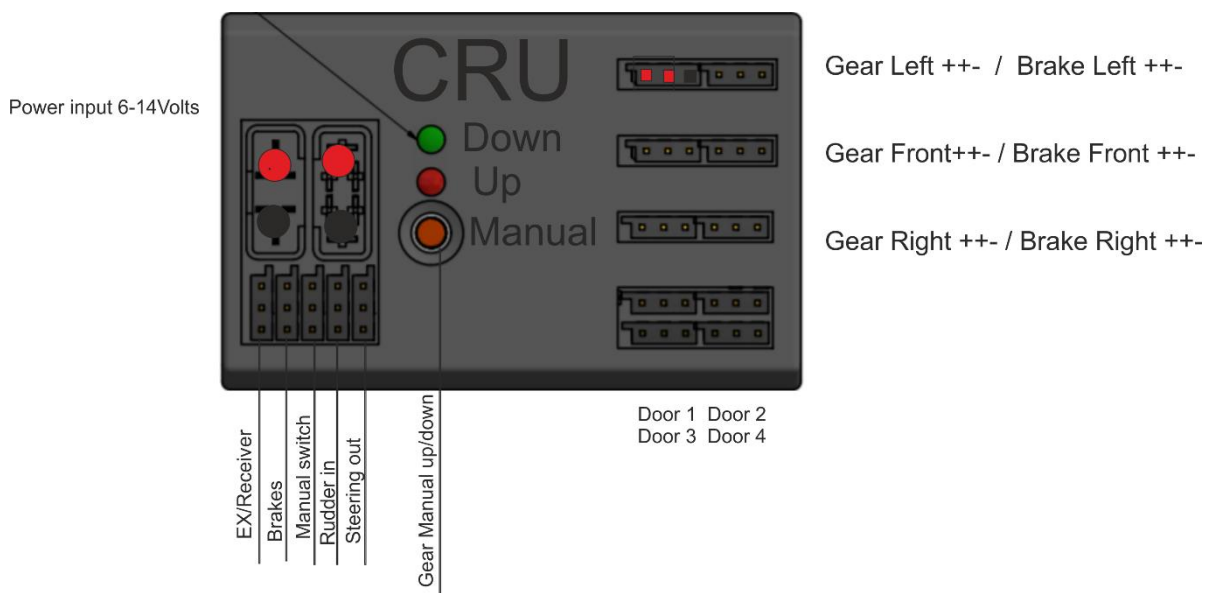 CRU
Down
Up
Manual
Power input 6-14Volts
Gear Left ++- / Brake Left ++-
Gear Front++- / Brake Front ++-
Gear Right ++- / Brake Right ++-
Door 1 Door 2
Door 3 Door 4
EX/Receiver
Brakes
Manual switch
Rudder in
Steering out
Gear Manual up/down